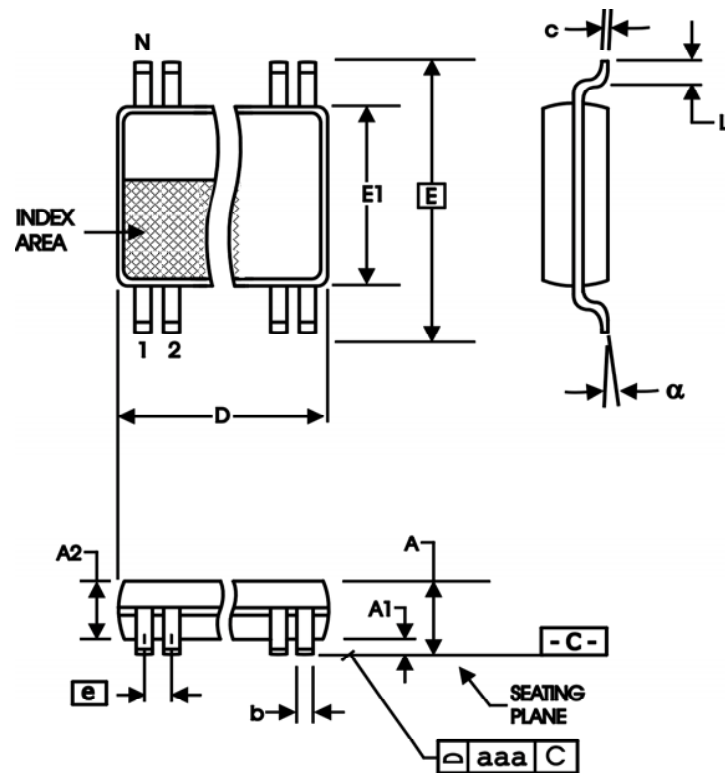 c
N
L
E1
E
INDEX
AREA
1 2
α
D
A2
A
A1
-C-
e
b
SEATING
PLANE
aaa C